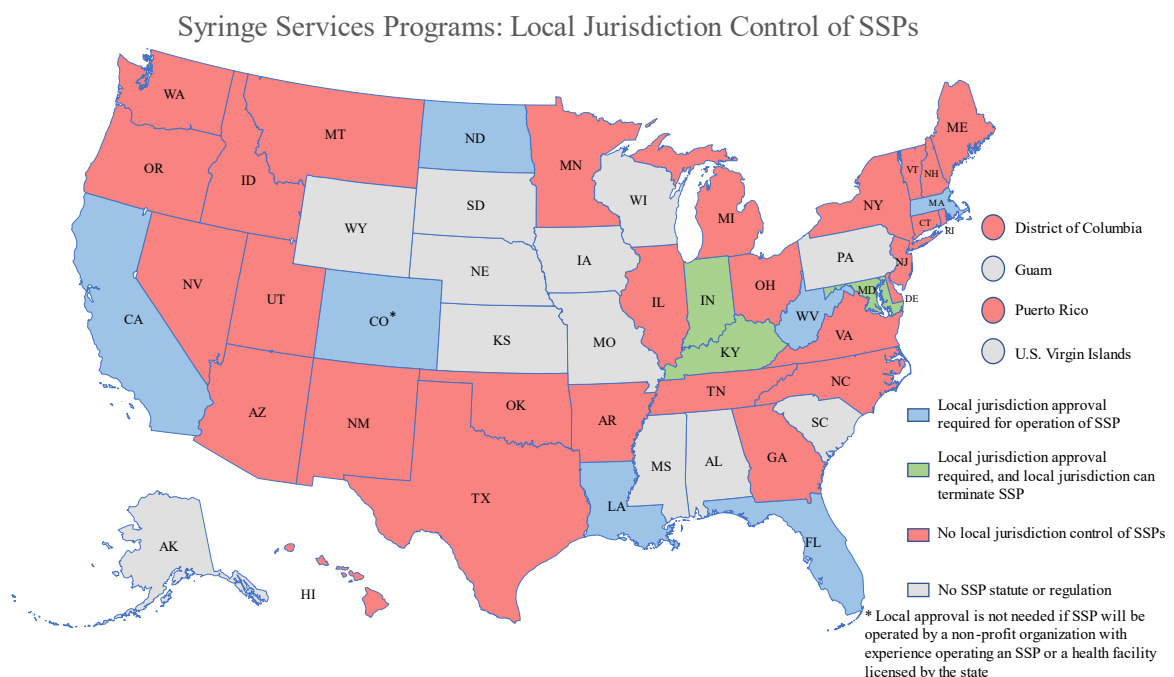 Syringe Services Programs: Local Jurisdiction Control of SSPs
WA
MT
ND
MN
ME
OR
ID
SD
WI
VT
NH
WY
MI
NY
MA
CT
RI
NE
IA
PA
NJ
NV
UT
CO*
IL
IN
OH
MD
DE
CA
KS
MO
WV
VA
KY
AZ
NM
OK
AR
TN
NC
SC
TX
LA
MS
AL
GA
FL
AK
HI
District of Columbia
Guam
Puerto Rico
U.S. Virgin Islands
Local jurisdiction approval
required for operation of SSP
Local jurisdiction approval
required, and local jurisdiction can
terminate SSP
No local jurisdiction control of SSPs
No SSP statute or regulation
* Local approval is not needed if SSP will be
operated by a non-profit organization with
experience operating an SSP or a health facility
licensed by the state